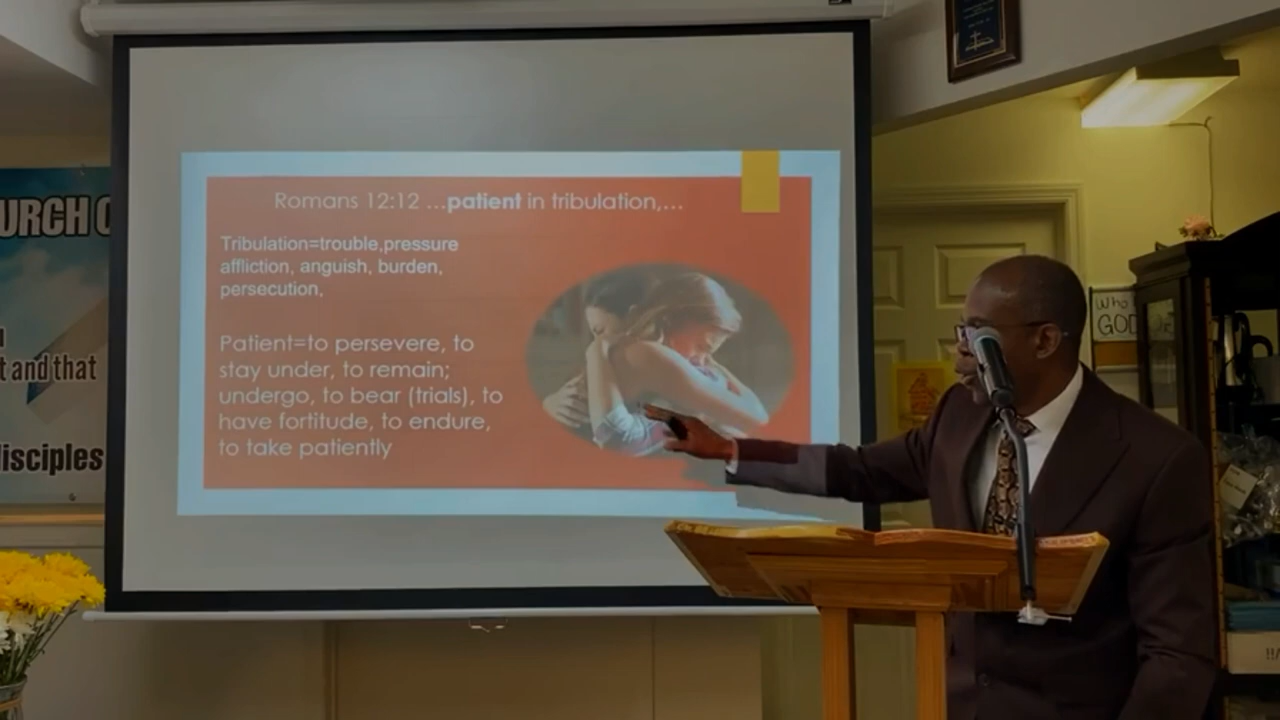 Romans 12:12 ...patient in tribulation,...
Tribulation=trouble,pressure
affliction, anguish, burden,
persecution,
Patient=to persevere, to
stay under, to remain;
undergo, to bear (trials), to
have fortitude, to endure,
to take patiently
URCH
t and that
isciples
Who
GOD